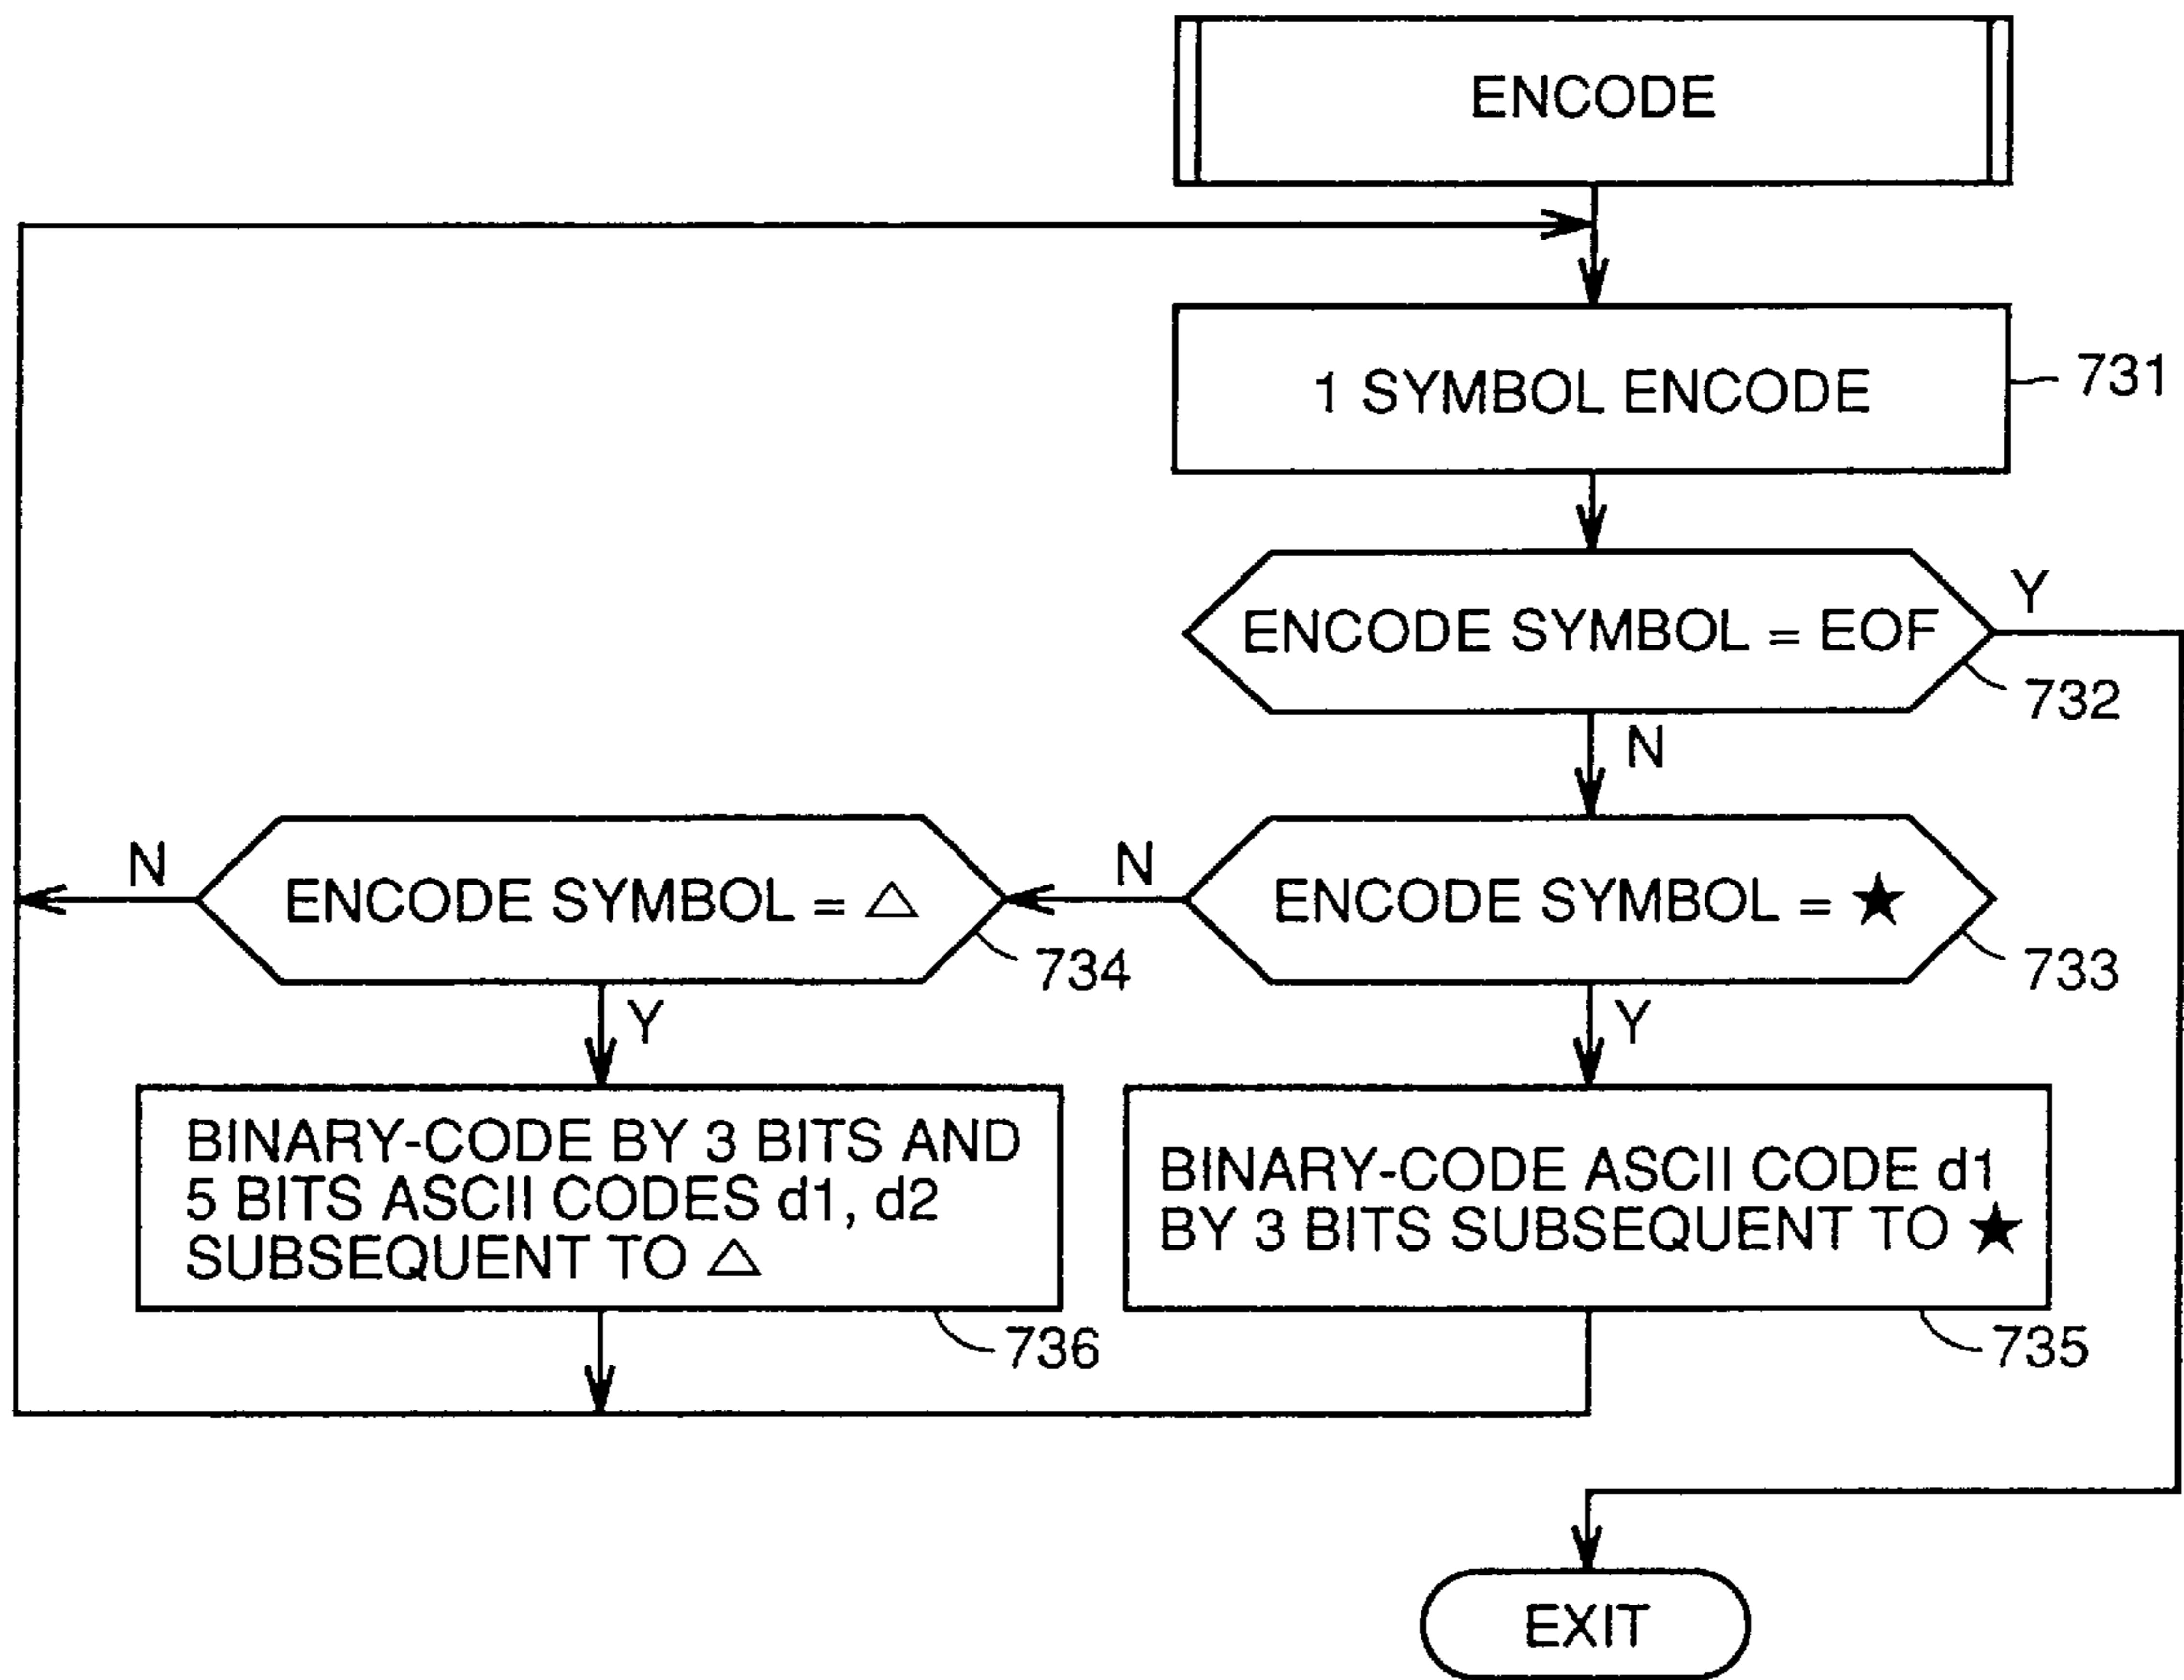 ENCODE
1 SYMBOL ENCODE
731
ENCODE SYMBOL = EOF
Y
732
N
ENCODE SYMBOL = ★
733
N
ENCODE SYMBOL = △
734
N
Y
Y
BINARY-CODE BY 3 BITS AND
5 BITS ASCII CODES d1, d2
SUBSEQUENT TO △
736
BINARY-CODE ASCII CODE d1
BY 3 BITS SUBSEQUENT TO ★
735
EXIT